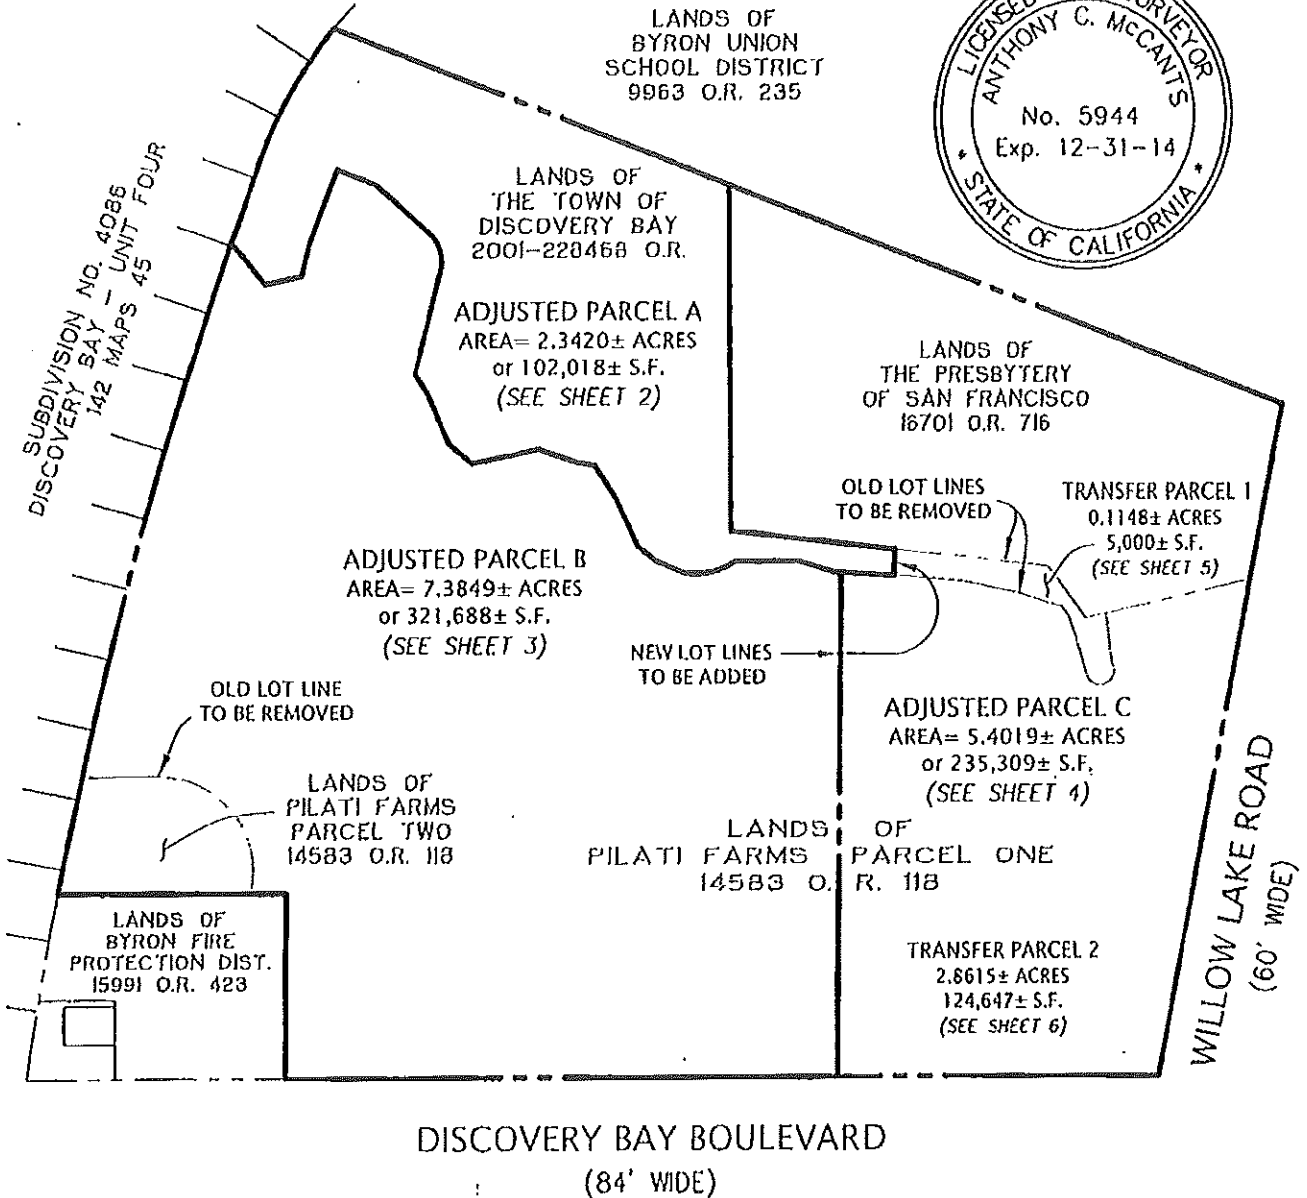 LANDS OF
BYRON UNION
SCHOOL DISTRICT
9963 O.R. 235
LICENSED SURVEYOR
ANTHONY C. McCANTS
No. 5944
Exp. 12-31-14
* STATE OF CALIFORNIA *
SUBDIVISION NO. 4086
DISCOVERY BAY - UNIT FOUR
142 MAPS 45
LANDS OF
THE TOWN OF
DISCOVERY BAY
2001-228468 O.R.
ADJUSTED PARCEL A
AREA= 2.3420± ACRES
or 102,018± S.F.
(SEE SHEET 2)
LANDS OF
THE PRESBYTERY
OF SAN FRANCISCO
16701 O.R. 716
OLD LOT LINES
TO BE REMOVED
TRANSFER PARCEL 1
0.1148± ACRES
5,000± S.F.
(SEE SHEET 5)
ADJUSTED PARCEL B
AREA= 7.3849± ACRES
or 321,688± S.F.
(SEE SHEET 3)
NEW LOT LINES
TO BE ADDED
OLD LOT LINE
TO BE REMOVED
ADJUSTED PARCEL C
AREA= 5.4019± ACRES
or 235,309± S.F.
(SEE SHEET 4)
LANDS OF
PILATI FARMS
PARCEL TWO
14583 O.R. 118
LANDS OF
PILATI FARMS PARCEL ONE
14583 O. R. 118
LANDS OF
BYRON FIRE
PROTECTION DIST.
15991 O.R. 423
TRANSFER PARCEL 2
2.8615± ACRES
124,647± S.F.
(SEE SHEET 6)
WILLOW LAKE ROAD
(60' WIDE)
DISCOVERY BAY BOULEVARD
(84' WIDE)